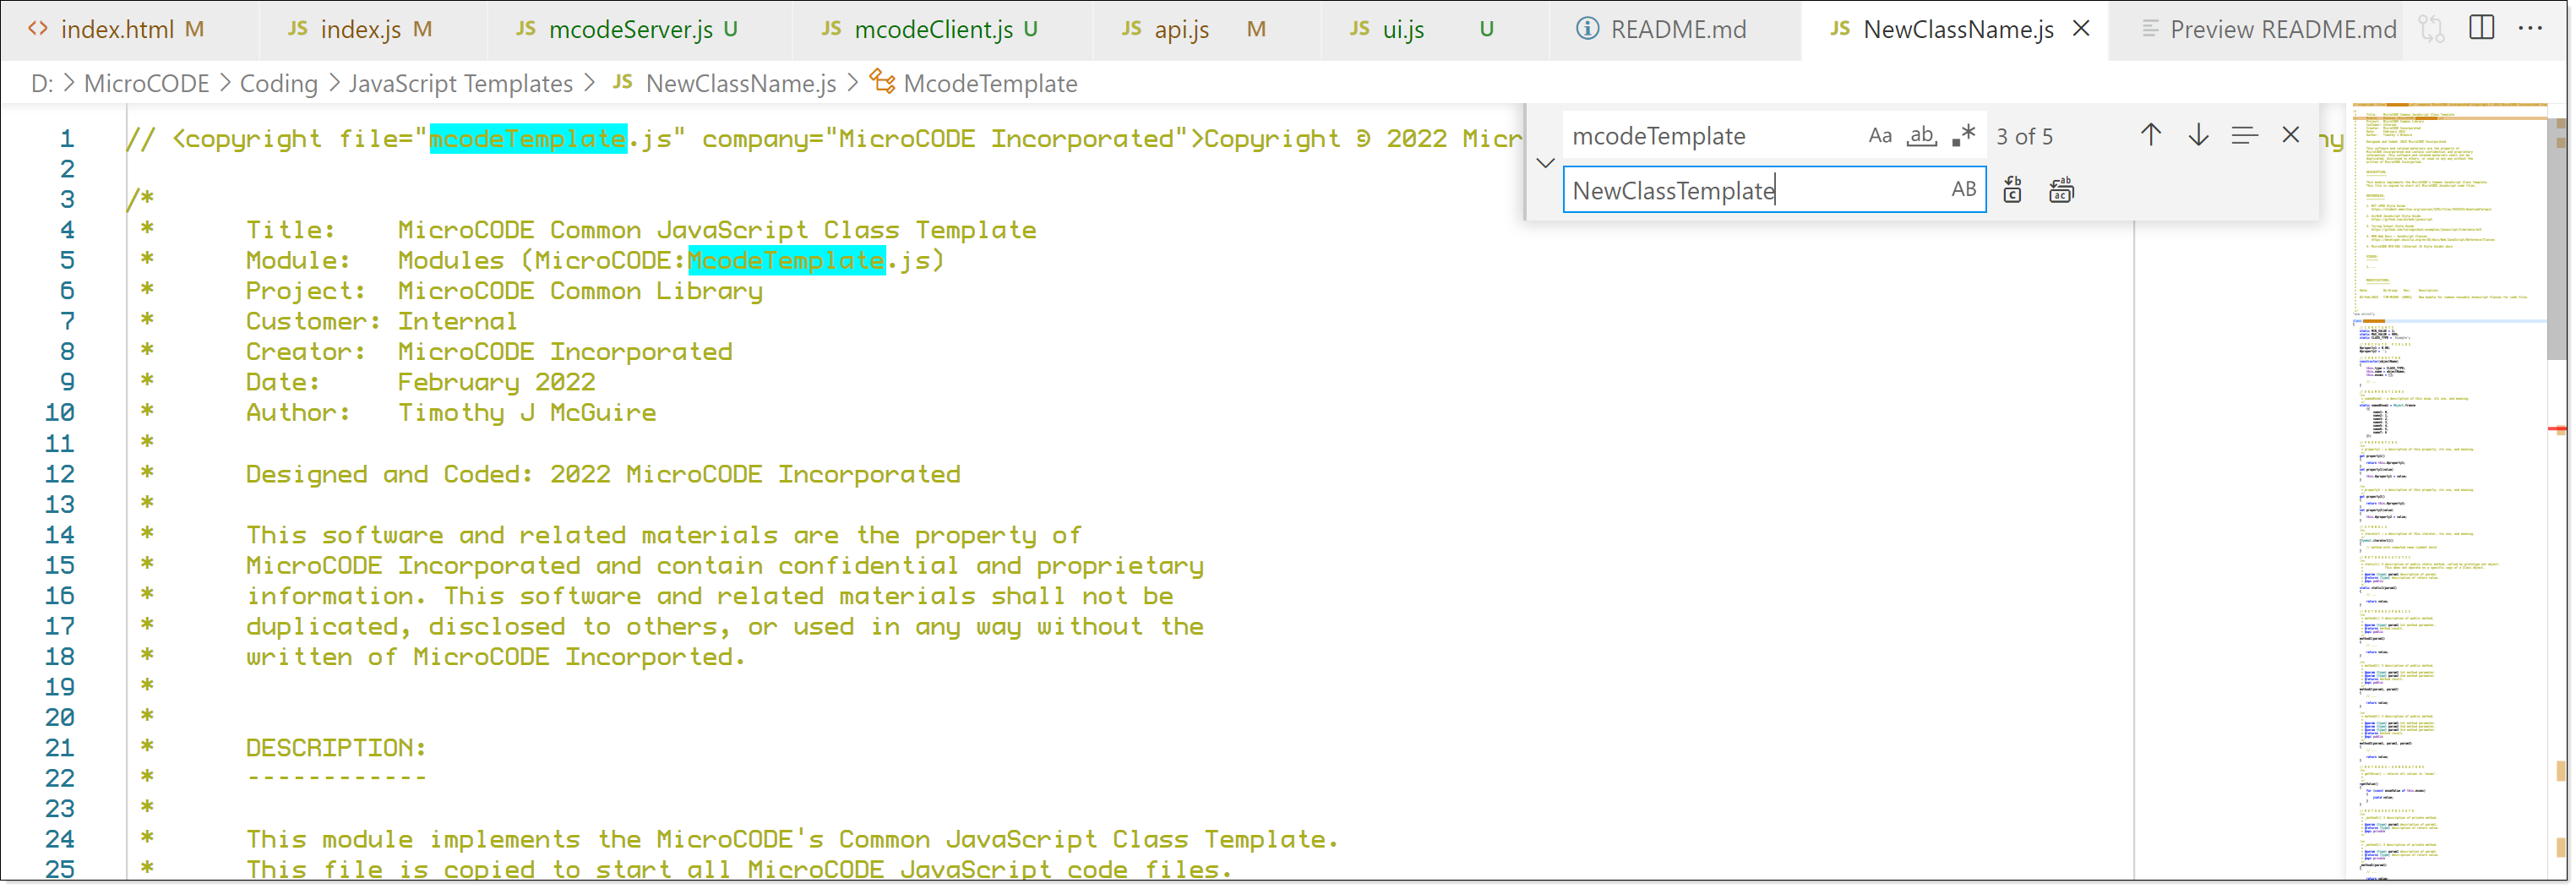 index.html M JS index.js M JS mcodeServer.js U JS mcodeClient.js U JS api.js M JS ui.js U README.md JS NewClassName.js Preview README.md
D: > MicroCODE > Coding > JavaScript Templates > JS NewClassName.js > McodeTemplate
mcodeTemplate Aa ab 3 of 5
NewClassTemplate AB
1 // <copyright file="mcodeTemplate.js" company="MicroCODE Incorporated">Copyright © 2022 Micr
2
3 /*
4 * Title: MicroCODE Common JavaScript Class Template
5 * Module: Modules (MicroCODE:McodeTemplate.js)
6 * Project: MicroCODE Common Library
7 * Customer: Internal
8 * Creator: MicroCODE Incorporated
9 * Date: February 2022
10 * Author: Timothy J McGuire
11 *
12 * Designed and Coded: 2022 MicroCODE Incorporated
13 *
14 * This software and related materials are the property of
15 * MicroCODE Incorporated and contain confidential and proprietary
16 * information. This software and related materials shall not be
17 * duplicated, disclosed to others, or used in any way without the
18 * written of MicroCODE Incorported.
19 *
20 *
21 * DESCRIPTION:
22 * ------------
23 *
24 * This module implements the MicroCODE's Common JavaScript Class Template.
25 * This file is copied to start all MicroCODE JavaScript code files.